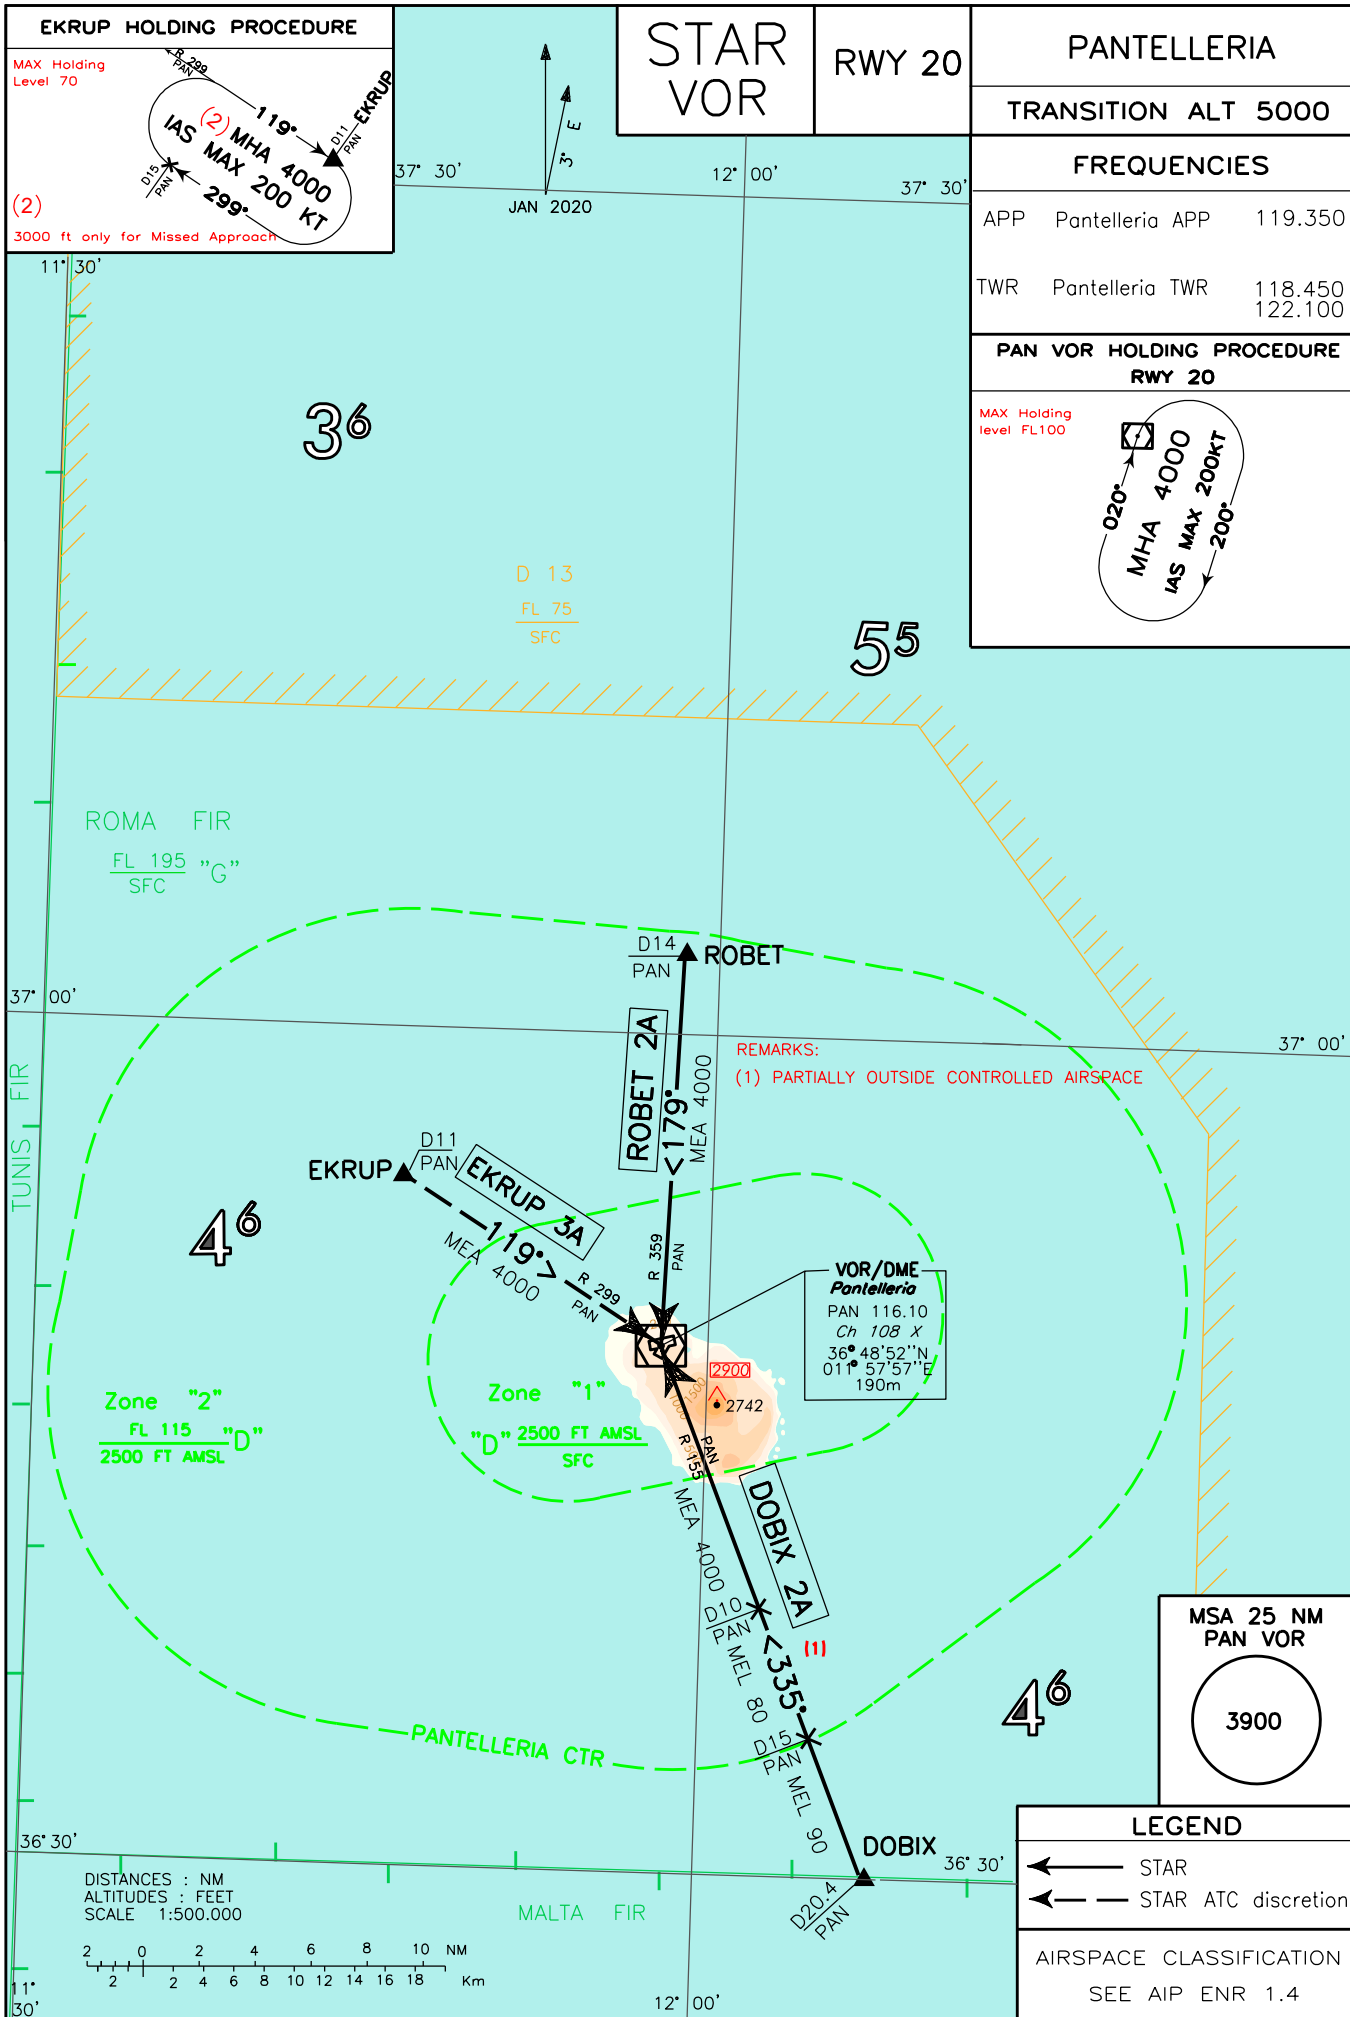 EKRUP HOLDING PROCEDURE
MAX Holding
Level 70
R 299
PAN
119°
D11
PAN
EKRUP
(2) MHA 4000
IAS MAX 200 KT
D15
PAN
299°
(2)
3000 ft only for Missed Approach
STAR
VOR
RWY 20
PANTELLERIA
TRANSITION ALT 5000
FREQUENCIES
APP Pantelleria APP 119.350
TWR Pantelleria TWR 118.450
122.100
PAN VOR HOLDING PROCEDURE
RWY 20
MAX Holding
level FL100
020°
MHA 4000
IAS MAX 200KT
200°
3° E
JAN 2020
37° 30'
12° 00'
37° 30'
11° 30'
3 6
D 13
FL 75
SFC
5 5
ROMA FIR
FL 195 "G"
SFC
D14
PAN
ROBET
37° 00'
37° 00'
TUNIS FIR
ROBET 2A
<179°
MEA 4000
REMARKS:
(1) PARTIALLY OUTSIDE CONTROLLED AIRSPACE
EKRUP
D11
PAN
EKRUP 3A
119°>
MEA 4000
R 299
PAN
R 359
PAN
4 6
VOR/DME
Pantelleria
PAN 116.10
Ch 108 X
36° 48'52''N
011° 57'57''E
190m
2900
2742
1500
1000
Zone "2"
FL 115 "D"
2500 FT AMSL
Zone "1"
"D" 2500 FT AMSL
SFC
R 155
PAN
MEA 4000
DOBIX 2A
D10
PAN
<335°
(1)
MEL 80
D15
PAN
MEL 90
PANTELLERIA CTR
4 6
MSA 25 NM
PAN VOR
3900
DOBIX
D20.4
PAN
36° 30'
36° 30'
LEGEND
STAR
STAR ATC discretion
AIRSPACE CLASSIFICATION
SEE AIP ENR 1.4
DISTANCES : NM
ALTITUDES : FEET
SCALE 1:500.000
MALTA FIR
2 0 2 4 6 8 10 NM
2 2 4 6 8 10 12 14 16 18 Km
11°
30'
12° 00'